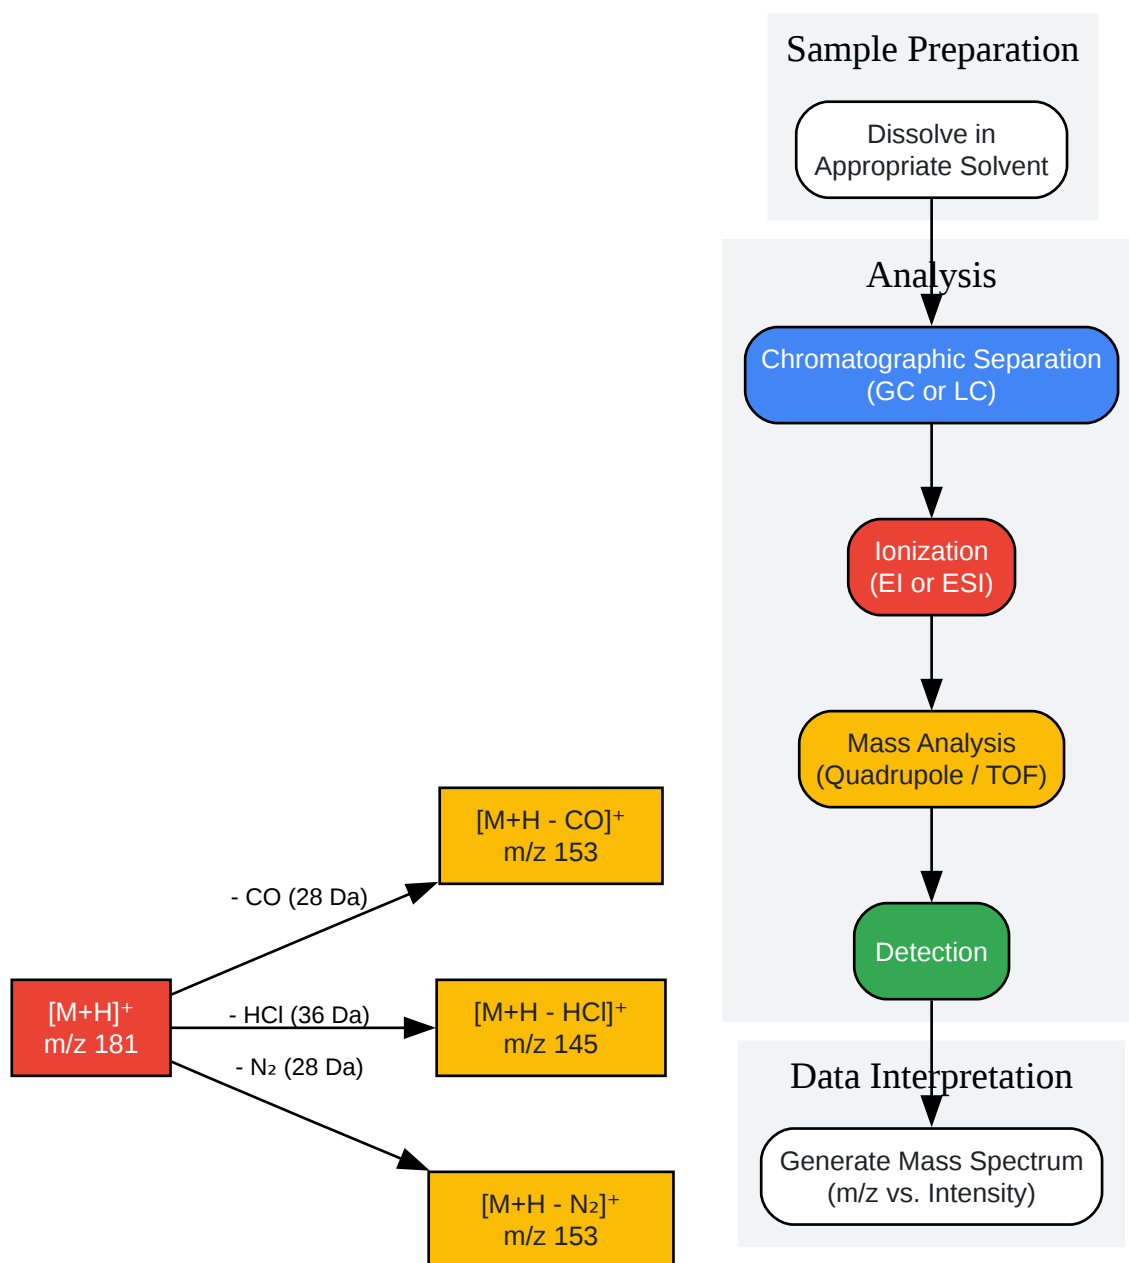 Sample Preparation
Dissolve in
Appropriate Solvent
Analysis
Chromatographic Separation
(GC or LC)
Ionization
(EI or ESI)
Mass Analysis
(Quadrupole / TOF)
Detection
Data Interpretation
Generate Mass Spectrum
(m/z vs. Intensity)
[M+H]⁺
m/z 181
- CO (28 Da)
[M+H - CO]⁺
m/z 153
- HCl (36 Da)
[M+H - HCl]⁺
m/z 145
- N₂ (28 Da)
[M+H - N₂]⁺
m/z 153